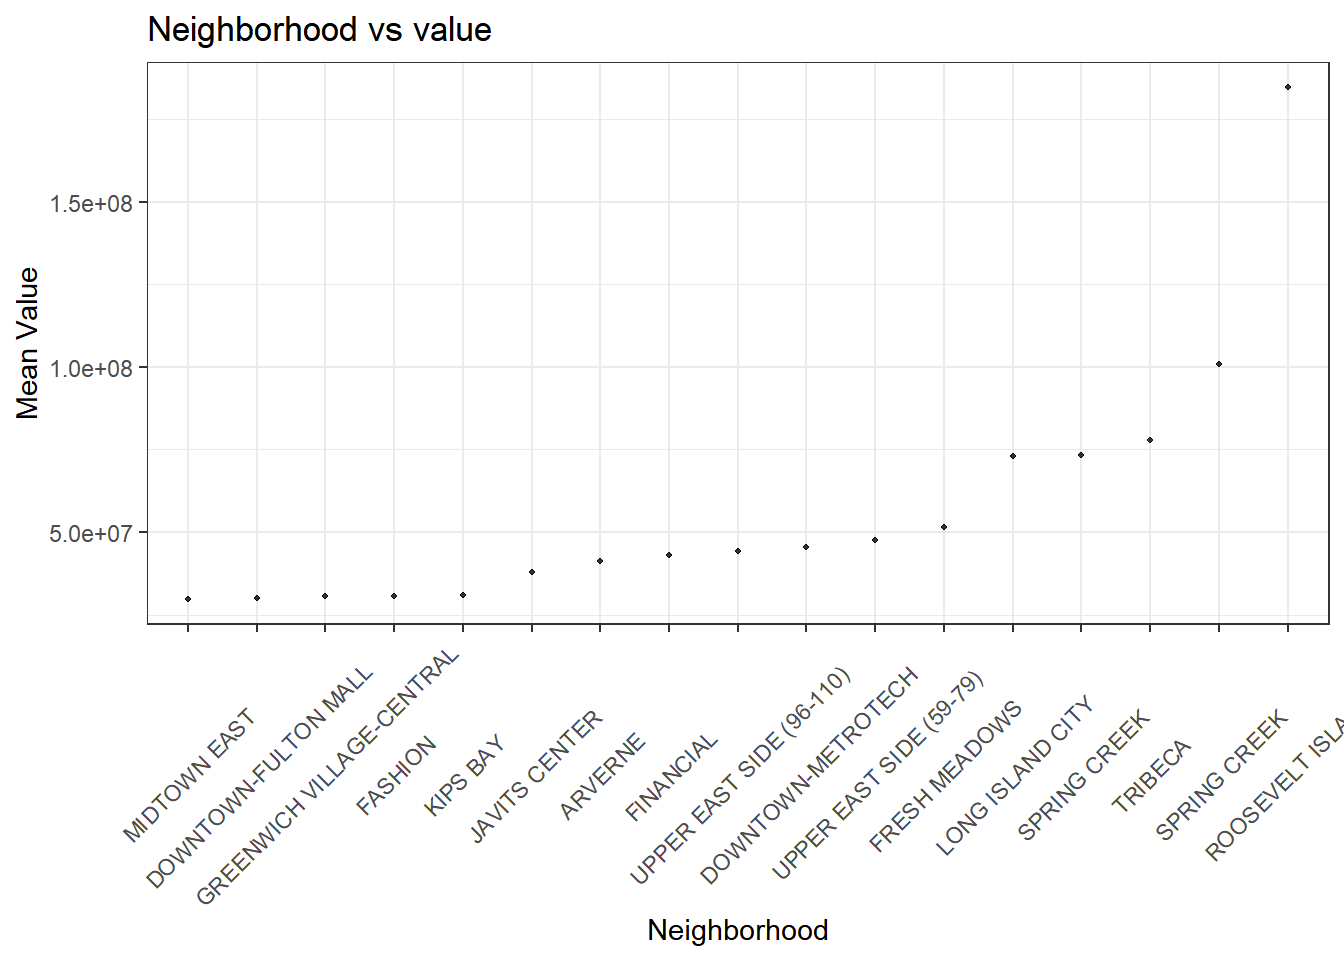 Neighborhood vs value
Mean Value
1.5e+08
1.0e+08
5.0e+07
MIDTOWN EAST
DOWNTOWN-FULTON MALL
GREENWICH VILLAGE-CENTRAL
FASHION
KIPS BAY
JAVITS CENTER
ARVERNE
FINANCIAL
UPPER EAST SIDE (96-110)
DOWNTOWN-METROTECH
UPPER EAST SIDE (59-79)
FRESH MEADOWS
LONG ISLAND CITY
SPRING CREEK
TRIBECA
SPRING CREEK
ROOSEVELT ISLA
Neighborhood